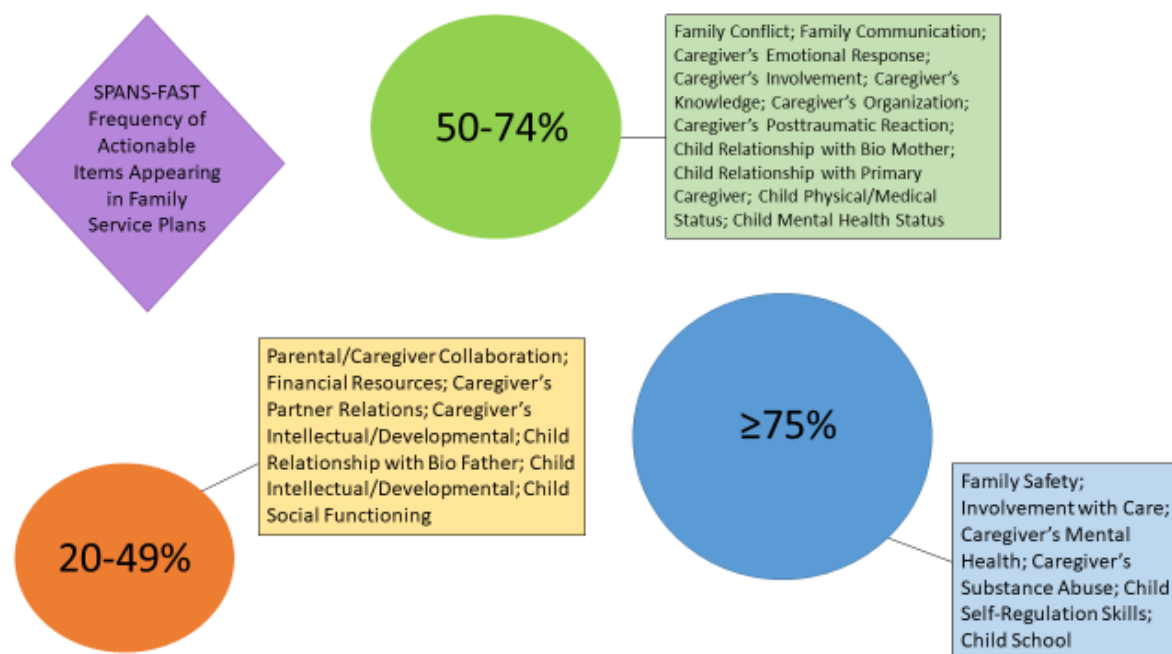 SPANS-FAST
Frequency of
Actionable
Items Appearing
in Family
Service Plans
50-74%
Family Conflict; Family Communication;
Caregiver’s Emotional Response;
Caregiver’s Involvement; Caregiver’s
Knowledge; Caregiver’s Organization;
Caregiver’s Posttraumatic Reaction;
Child Relationship with Bio Mother;
Child Relationship with Primary
Caregiver; Child Physical/Medical
Status; Child Mental Health Status
Parental/Caregiver Collaboration;
Financial Resources; Caregiver’s
Partner Relations; Caregiver’s
Intellectual/Developmental; Child
Relationship with Bio Father; Child
Intellectual/Developmental; Child
Social Functioning
20-49%
≥75%
Family Safety;
Involvement with Care;
Caregiver’s Mental
Health; Caregiver’s
Substance Abuse; Child
Self-Regulation Skills;
Child School